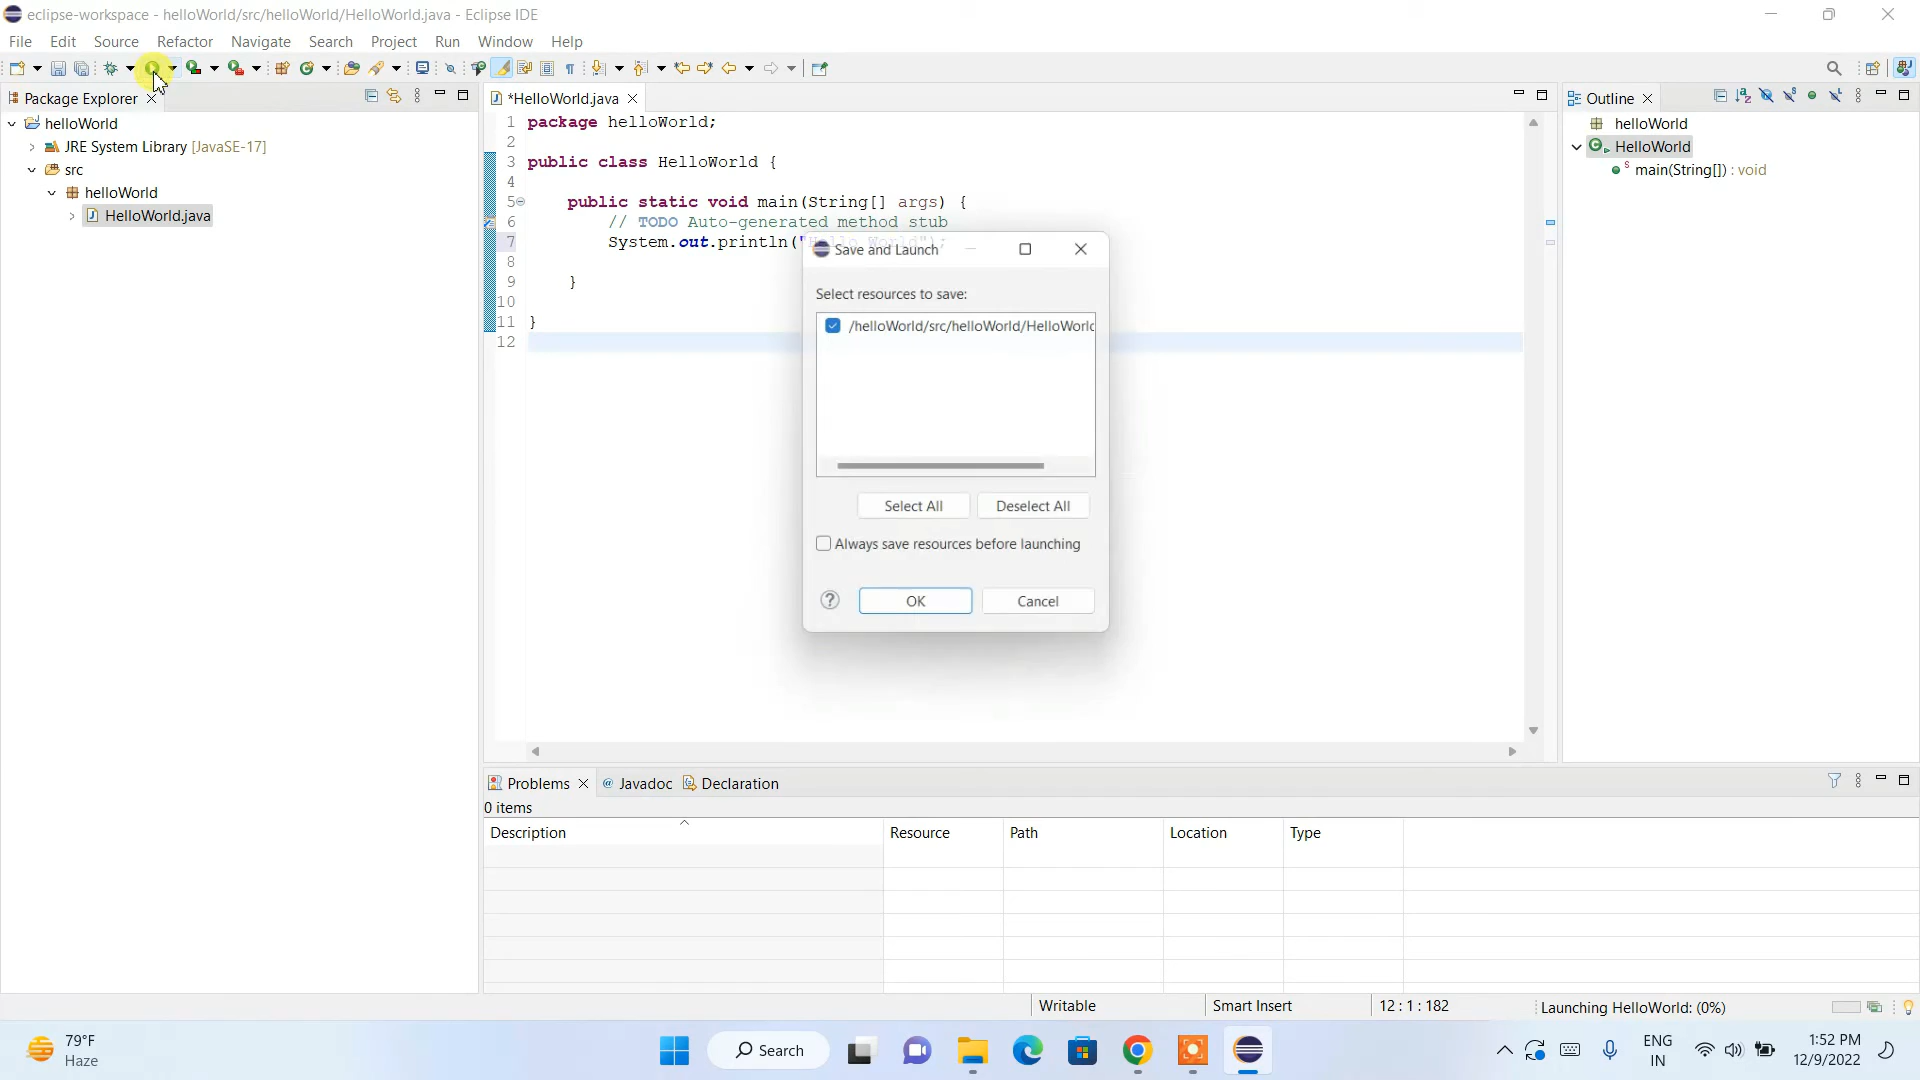 eclipse-workspace - helloWorld/src/helloWorld/HelloWorld.java - Eclipse IDE
File Edit Source Refactor Navigate Search Project Run Window Help
Package Explorer
helloWorld
JRE System Library [JavaSE-17]
src
helloWorld
HelloWorld.java
*HelloWorld.java
1 package helloWorld;
2
3 public class HelloWorld {
4
5 public static void main(String[] args) {
6 // TODO Auto-generated method stub
7 System.out.println("Hello World");
8
9 }
10
11 }
12
Save and Launch
Select resources to save:
/helloWorld/src/helloWorld/HelloWorld
Select All Deselect All
Always save resources before launching
? OK Cancel
Outline
helloWorld
HelloWorld
main(String[]) : void
Problems @ Javadoc Declaration
0 items
Description Resource Path Location Type
Writable Smart Insert 12 : 1 : 182 Launching HelloWorld: (0%)
79°F
Haze
Search
ENG
IN
1:52 PM
12/9/2022